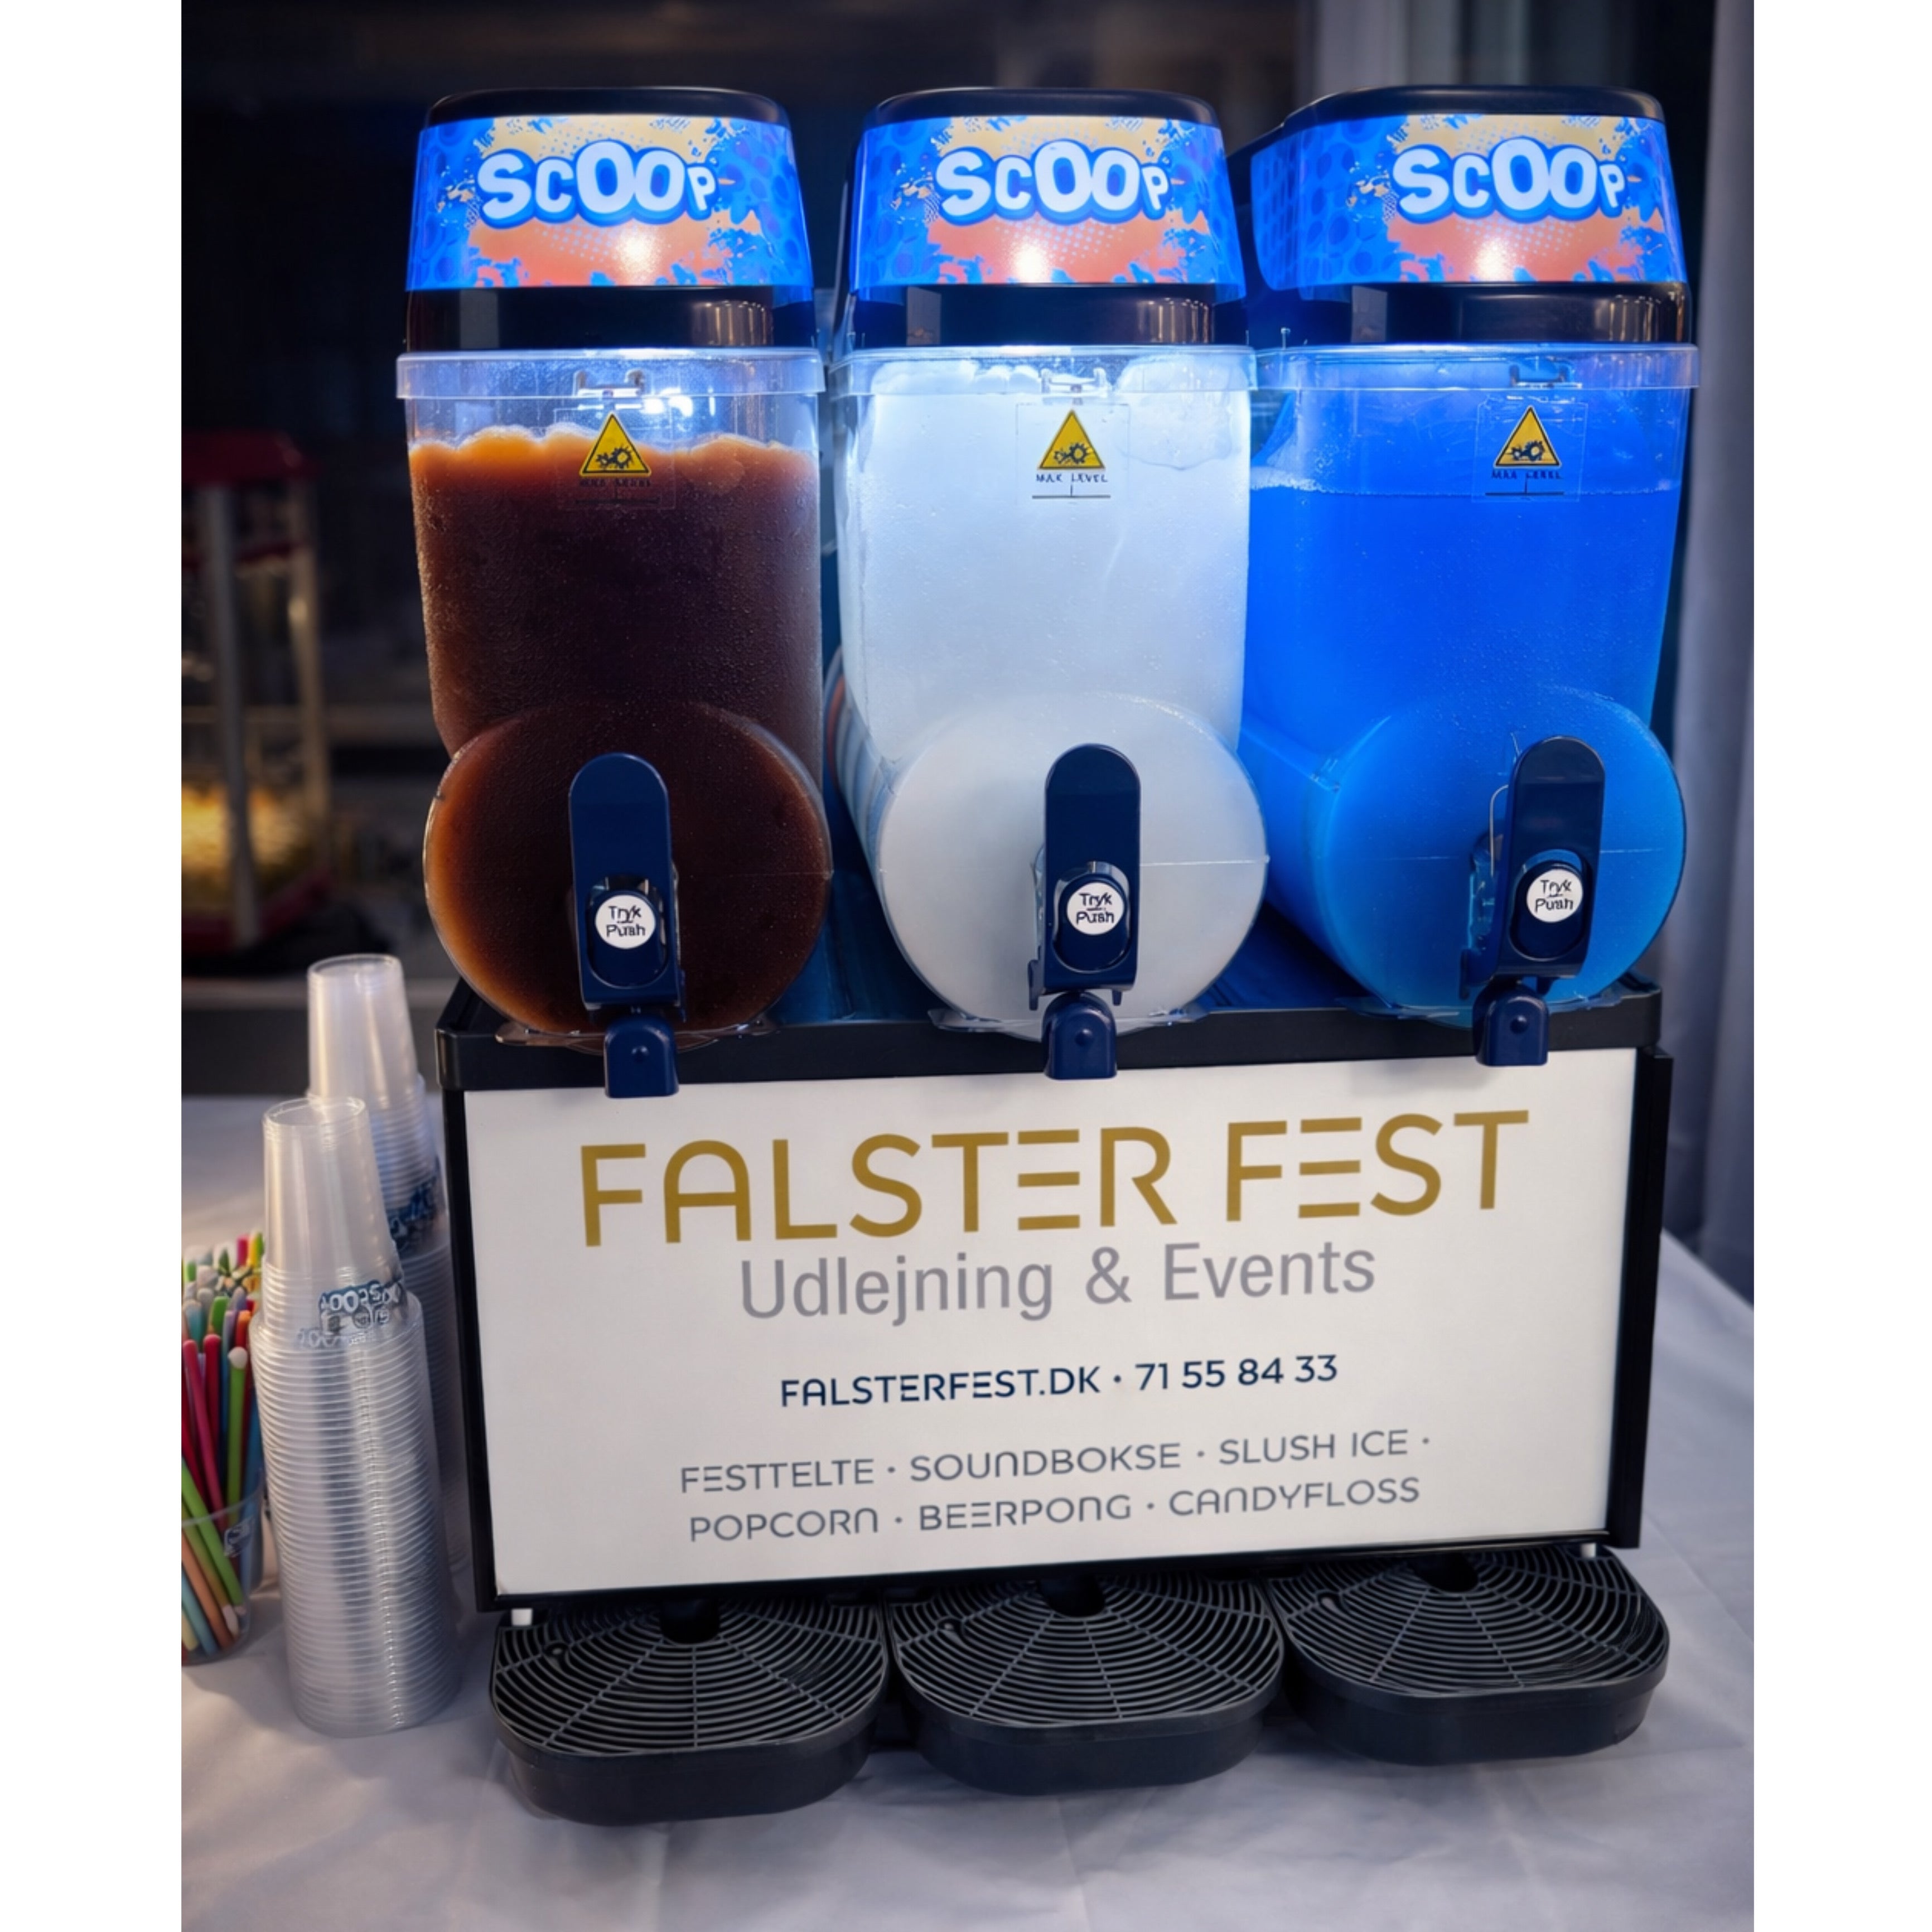 SCOOP
SCOOP
SCOOP
MAX LEVEL
MAX LEVEL
MAX LEVEL
Tryk
Push
Tryk
Push
Tryk
Push
FALSTER FEST
Udlejning & Events
FALSTERFEST.DK · 71 55 84 33
FESTTELTE · SOUNDBOKSE · SLUSH ICE ·
POPCORN · BEERPONG · CANDYFLOSS